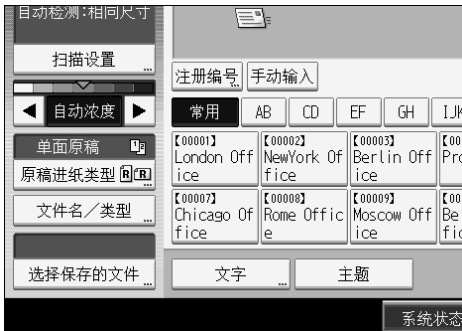 自动检测:相同尺寸
扫描设置
自动浓度
单面原稿
原稿进纸类型
文件名／类型
选择保存的文件
注册编号 手动输入
常用 AB CD EF GH IJK
【00001】 【00002】 【00003】
London Office NewYork Office Berlin Office
【00007】 【00008】 【00009】
Chicago Office Rome Office Moscow Office
文字 主题
系统状态